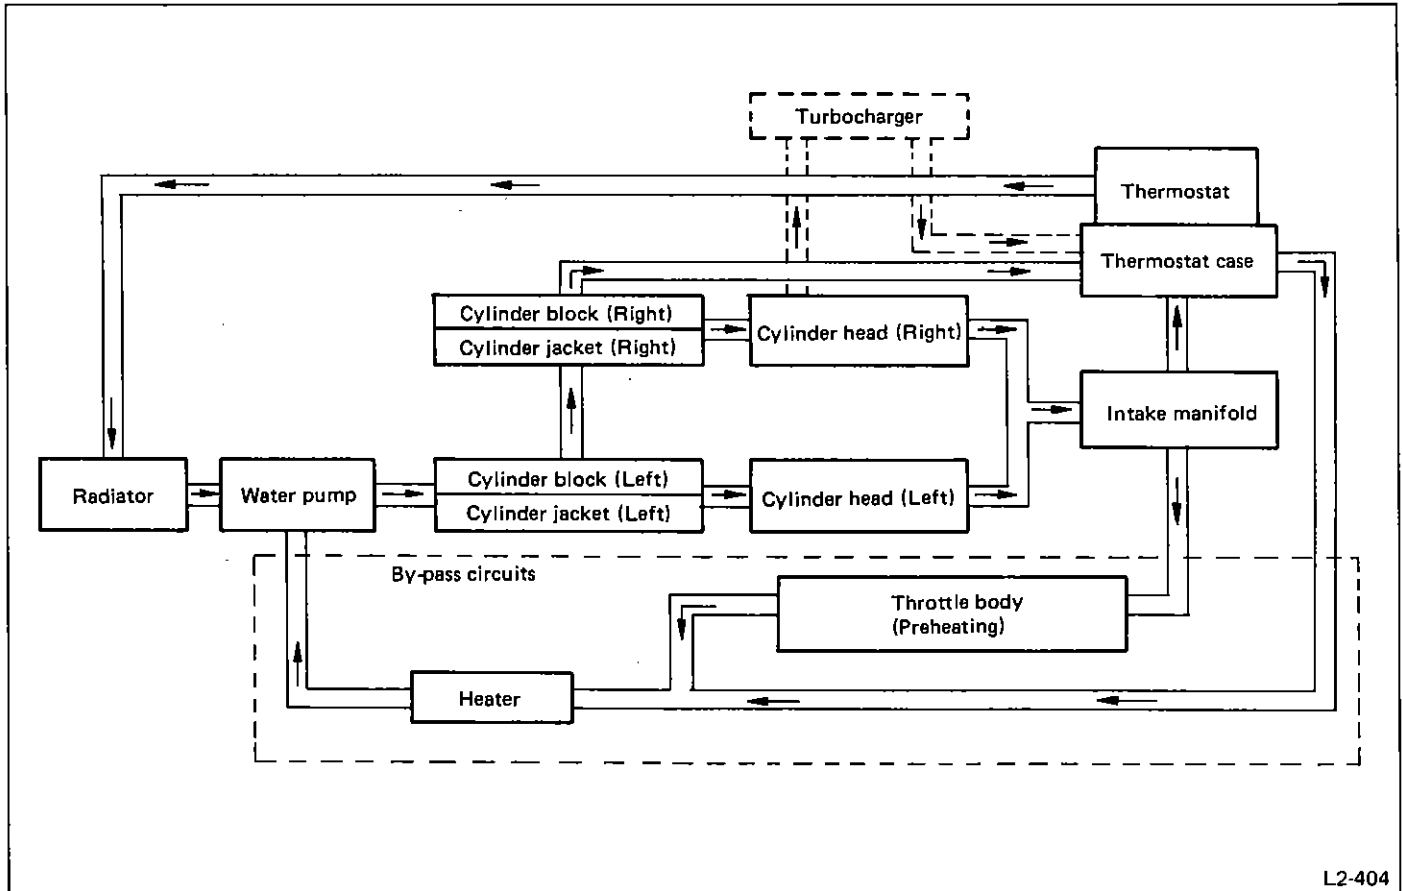 Turbocharger
Thermostat
Thermostat case
Cylinder block (Right)
Cylinder jacket (Right)
Cylinder head (Right)
Intake manifold
Radiator
Water pump
Cylinder block (Left)
Cylinder jacket (Left)
Cylinder head (Left)
By-pass circuits
Throttle body
(Preheating)
Heater
L2-404